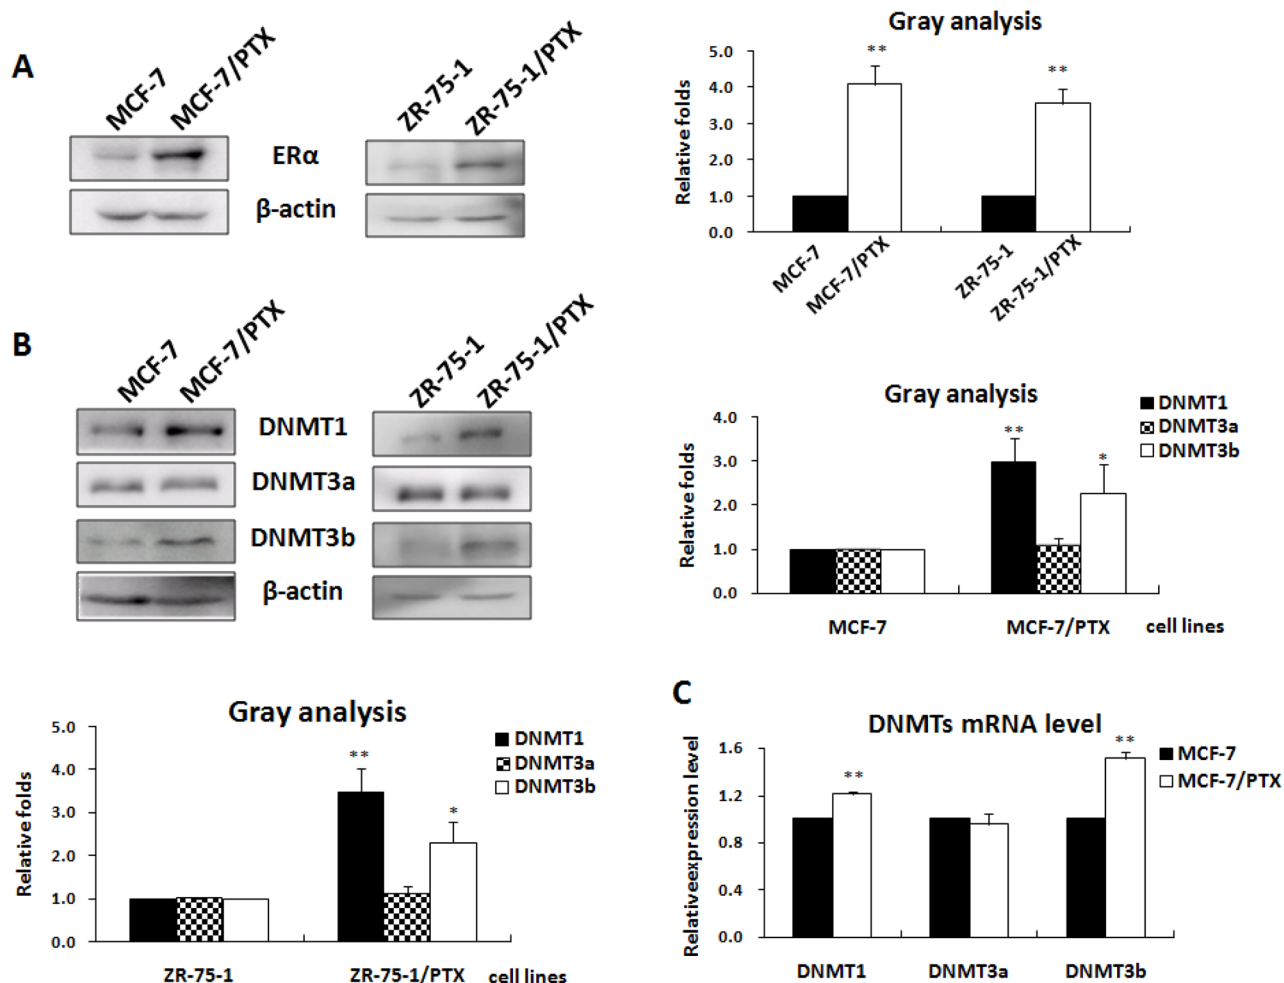 A
MCF-7
MCF-7/PTX
ZR-75-1
ZR-75-1/PTX
ERα
β-actin
Gray analysis
Relative folds
5.0
4.0
3.0
2.0
1.0
0.0
**
**
MCF-7
MCF-7/PTX
ZR-75-1
ZR-75-1/PTX
B
MCF-7
MCF-7/PTX
ZR-75-1
ZR-75-1/PTX
DNMT1
DNMT3a
DNMT3b
β-actin
Gray analysis
DNMT1
DNMT3a
DNMT3b
Relative folds
4.0
3.0
2.0
1.0
0.0
**
*
MCF-7
MCF-7/PTX
cell lines
Gray analysis
DNMT1
DNMT3a
DNMT3b
Relative folds
5.0
4.0
3.0
2.0
1.0
0.0
**
*
ZR-75-1
ZR-75-1/PTX
cell lines
C
DNMTs mRNA level
MCF-7
MCF-7/PTX
Relativeexpression level
1.6
1.2
0.8
0.4
0.0
**
**
DNMT1
DNMT3a
DNMT3b